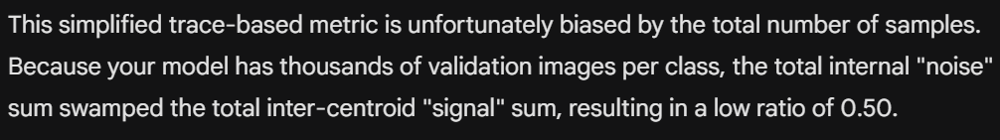 This simplified trace-based metric is unfortunately biased by the total number of samples.
Because your model has thousands of validation images per class, the total internal "noise"
sum swamped the total inter-centroid "signal" sum, resulting in a low ratio of 0.50.